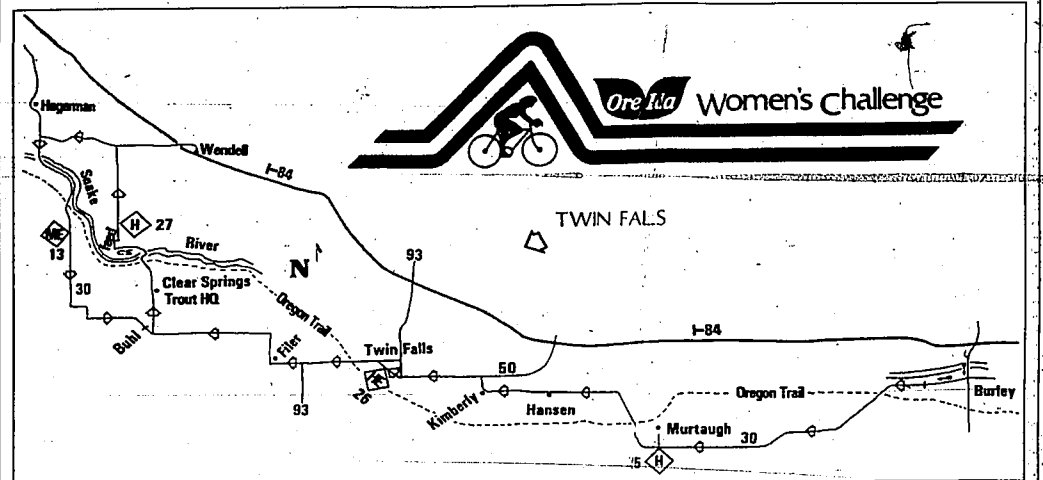 Ore Ida Women's Challenge
Hagerman
Wendell
I-84
TWIN FALLS
Snake
River
H 27
13
30
N
93
Clear Springs
Trout HQ
Oregon Trail
Buhl
Filer
Twin Falls
I-84
50
93
26
Kimberly
Hansen
Oregon Trail
Burley
Murtaugh
30
5 H